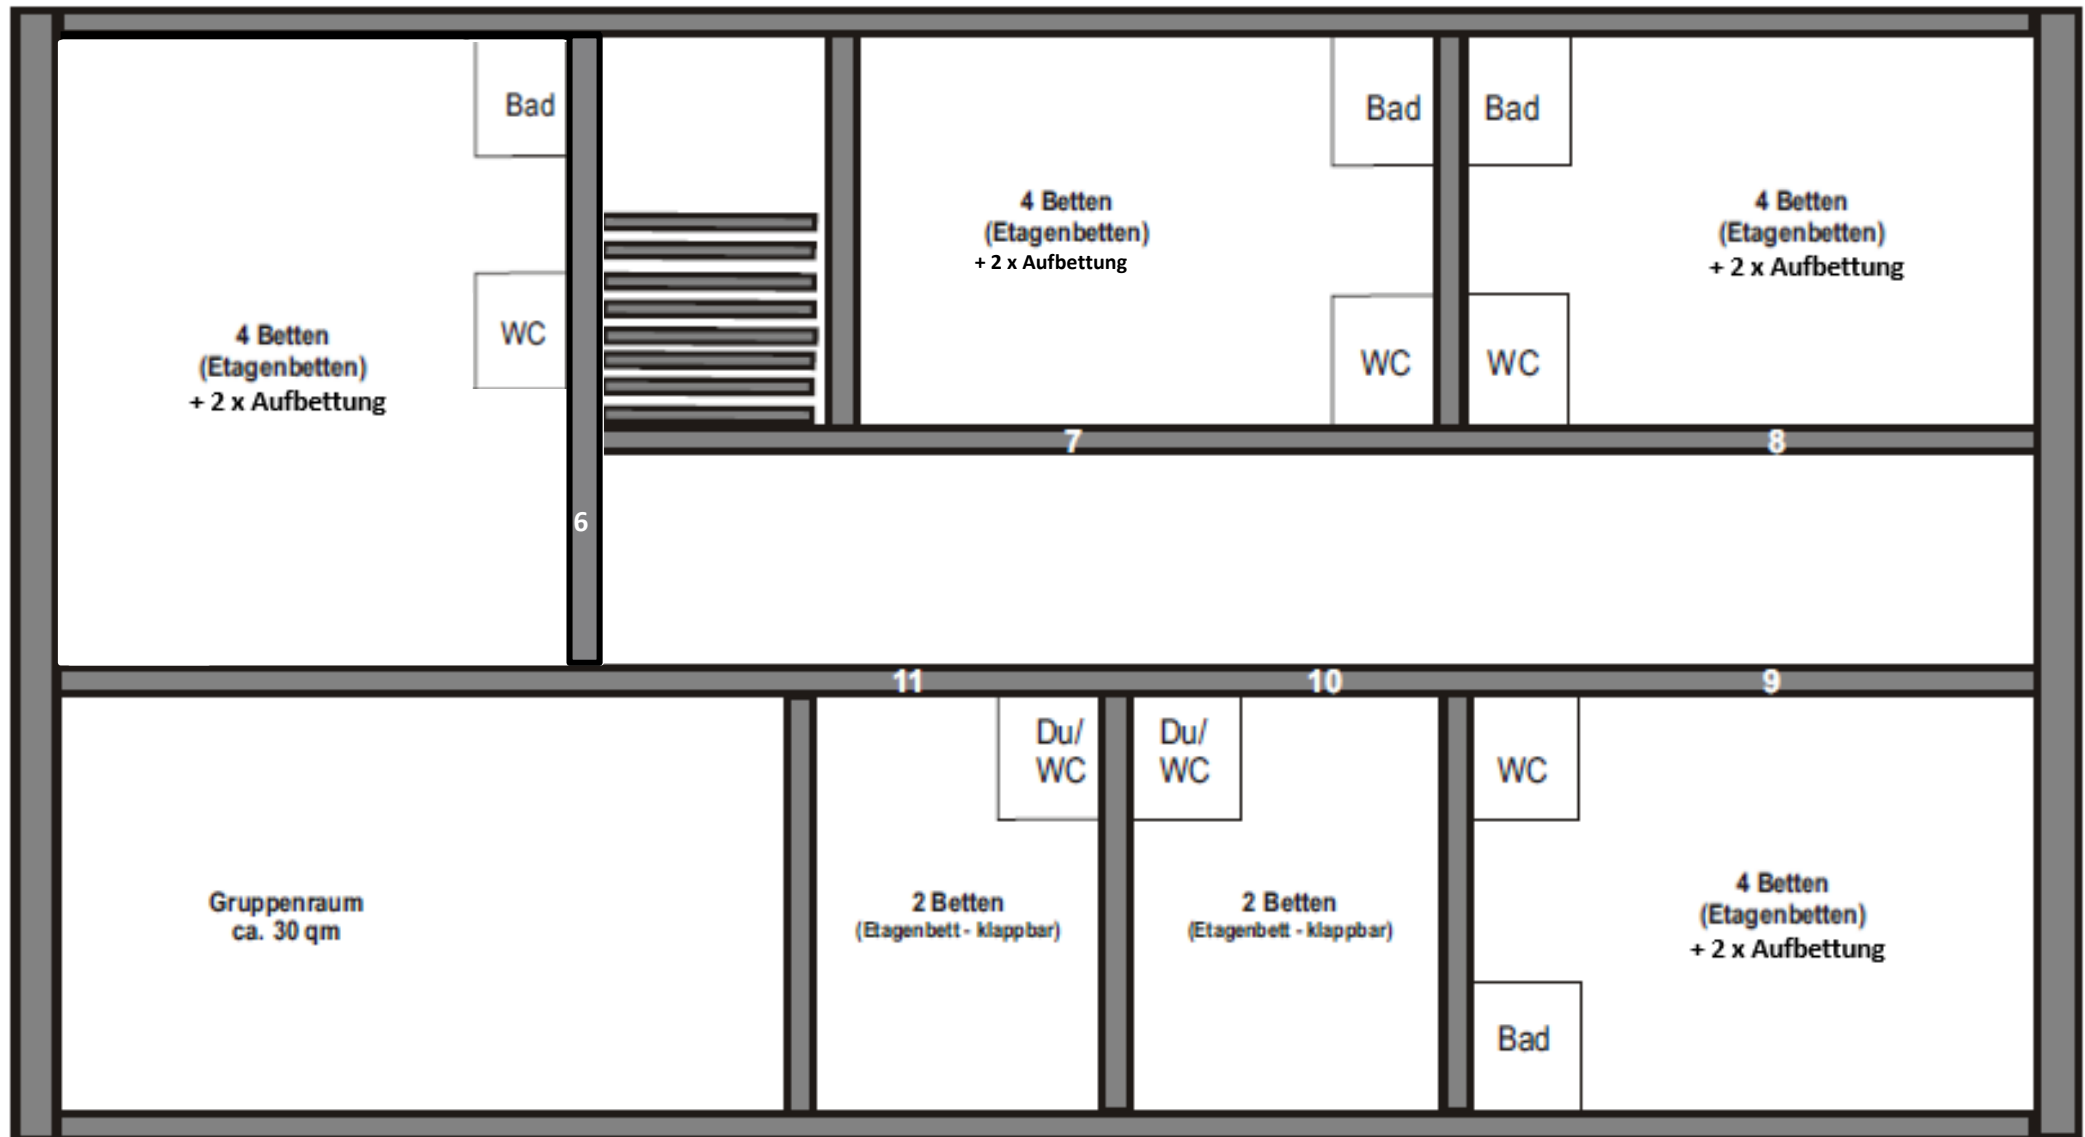 Bad
WC
4 Betten
(Etagenbetten)
+ 2 x Aufbettung
6
4 Betten
(Etagenbetten)
+ 2 x Aufbettung
Bad
WC
7
Bad
WC
4 Betten
(Etagenbetten)
+ 2 x Aufbettung
8
11
10
9
Gruppenraum
ca. 30 qm
Du/
WC
2 Betten
(Etagenbett - klappbar)
Du/
WC
2 Betten
(Etagenbett - klappbar)
WC
4 Betten
(Etagenbetten)
+ 2 x Aufbettung
Bad